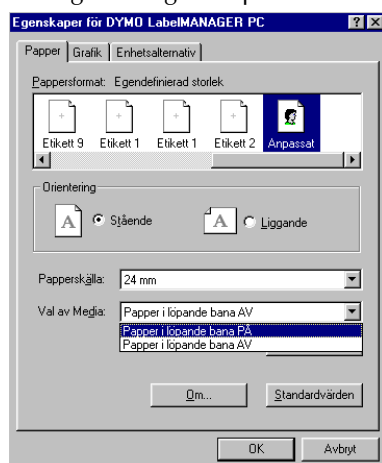 Egenskaper för DYMO LabelMANAGER PC
Papper Grafik Enhetsalternativ
Pappersformat: Egendefinierad storlek
Etikett 9 Etikett 1 Etikett 1 Etikett 2 Anpassat
Orientering
A Stående A Liggande
Papperskälla: 24 mm
Val av Media: Papper i löpande bana AV
Papper i löpande bana PÅ
Papper i löpande bana AV
Om... Standardvärden
OK Avbryt